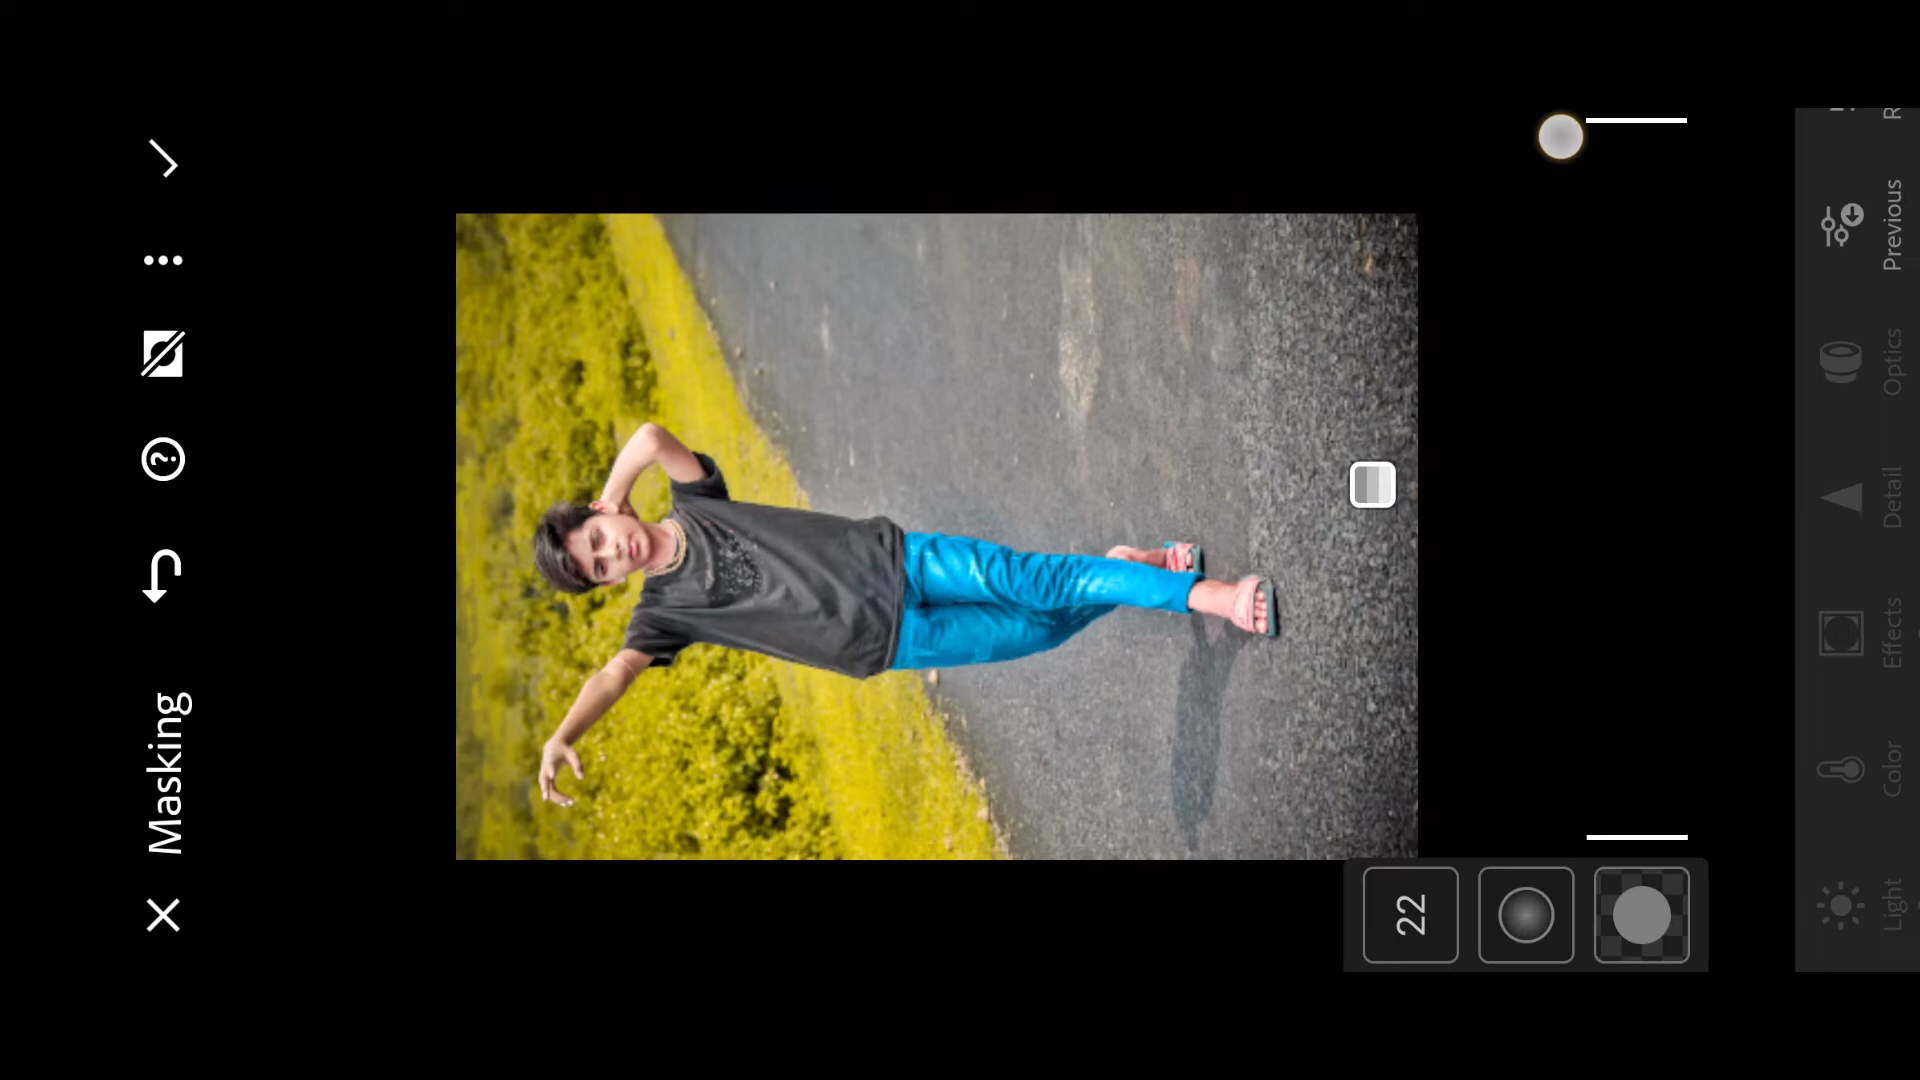 Masking
22
Light
Color
Effects
Detail
Optics
Previous